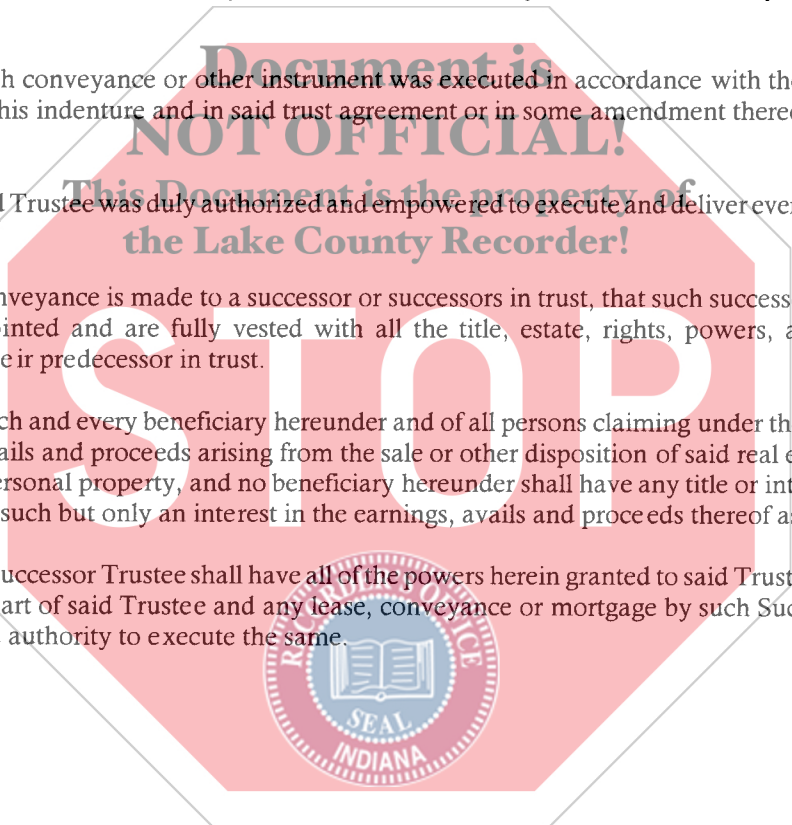 Document is
h conveyance or other instrument was executed in accordance with th
his indenture and in said trust agreement or in some amendment there
NOT OFFICIAL!
This Document is the property of
d Trustee was duly authorized and empowered to execute and deliver ever
the Lake County Recorder!
nveyance is made to a successor or successors in trust, that such success
ointed and are fully vested with all the title, estate, rights, powers, a
eir predecessor in trust.
STOP
ch and every beneficiary hereunder and of all persons claiming under th
ails and proceeds arising from the sale or other disposition of said real e
ersonal property, and no beneficiary hereunder shall have any title or int
such but only an interest in the earnings, avails and proceeds thereof as
uccessor Trustee shall have all of the powers herein granted to said Trust
art of said Trustee and any lease, conveyance or mortgage by such Suc
authority to execute the same.
RECORDER'S OFFICE
SEAL
INDIANA